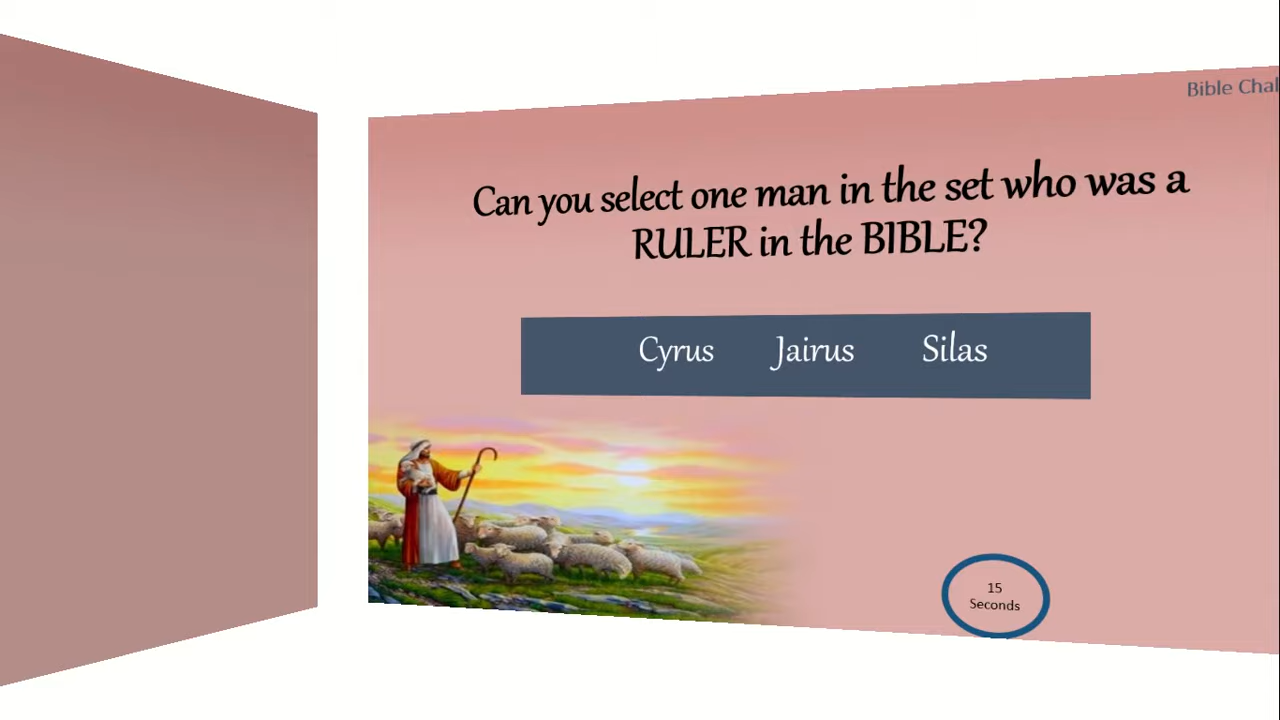 Bible Chal
Can you select one man in the set who was a
RULER in the BIBLE?
Cyrus Jairus Silas
15
Seconds